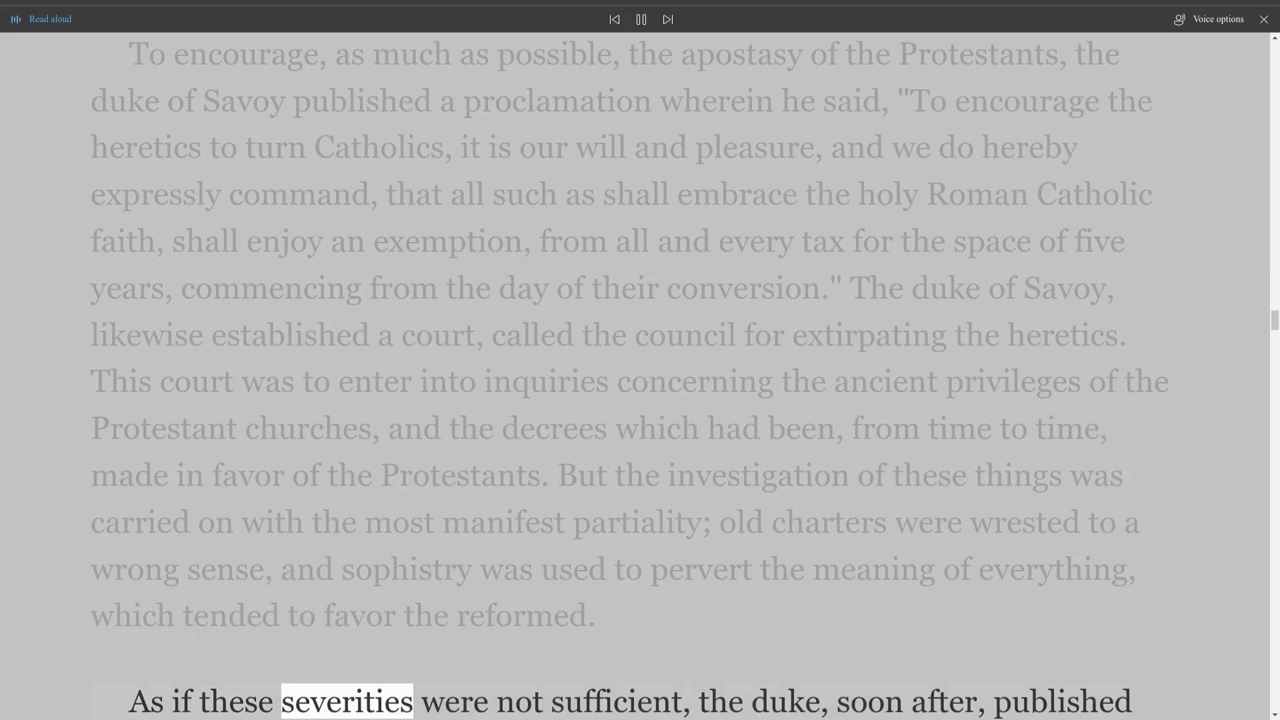 Read aloud
Voice options
To encourage, as much as possible, the apostasy of the Protestants, the
duke of Savoy published a proclamation wherein he said, "To encourage the
heretics to turn Catholics, it is our will and pleasure, and we do hereby
expressly command, that all such as shall embrace the holy Roman Catholic
faith, shall enjoy an exemption, from all and every tax for the space of five
years, commencing from the day of their conversion." The duke of Savoy,
likewise established a court, called the council for extirpating the heretics.
This court was to enter into inquiries concerning the ancient privileges of the
Protestant churches, and the decrees which had been, from time to time,
made in favor of the Protestants. But the investigation of these things was
carried on with the most manifest partiality; old charters were wrested to a
wrong sense, and sophistry was used to pervert the meaning of everything,
which tended to favor the reformed.
As if these severities were not sufficient, the duke, soon after, published